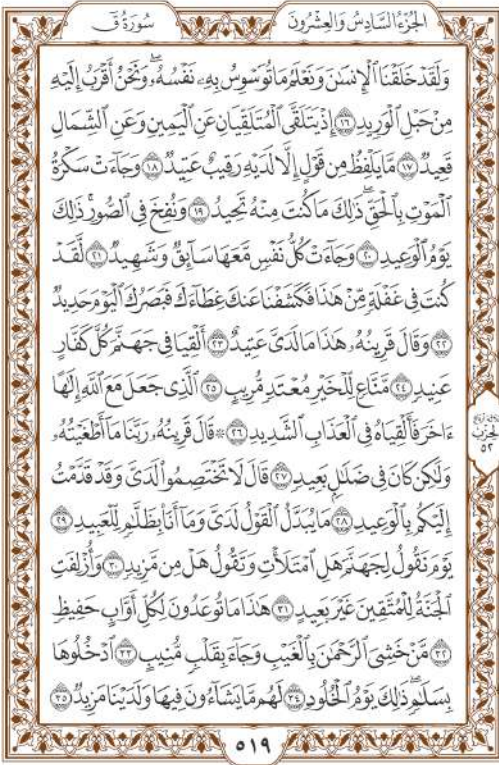 سُورَةُ قٓ
الجُزْءُ السَّادِسُ وَالعِشْرُونَ
وَلَقَدْ خَلَقْنَا ٱلْإِنسَٰنَ وَنَعْلَمُ مَا تُوَسْوِسُ بِهِۦ نَفْسُهُۥ ۖ وَنَحْنُ أَقْرَبُ إِلَيْهِ
مِنْ حَبْلِ ٱلْوَرِيدِ ١٦ إِذْ يَتَلَقَّى ٱلْمُتَلَقِّيَانِ عَنِ ٱلْيَمِينِ وَعَنِ ٱلشِّمَالِ
قَعِيدٌ ١٧ مَّا يَلْفِظُ مِن قَوْلٍ إِلَّا لَدَيْهِ رَقِيبٌ عَتِيدٌ ١٨ وَجَآءَتْ سَكْرَةُ
ٱلْمَوْتِ بِٱلْحَقِّ ۖ ذَٰلِكَ مَا كُنتَ مِنْهُ تَحِيدُ ١٩ وَنُفِخَ فِى ٱلصُّورِ ۚ ذَٰلِكَ
يَوْمُ ٱلْوَعِيدِ ٢٠ وَجَآءَتْ كُلُّ نَفْسٍ مَّعَهَا سَآئِقٌ وَشَهِيدٌ ٢١ لَّقَدْ
كُنتَ فِى غَفْلَةٍ مِّنْ هَٰذَا فَكَشَفْنَا عَنكَ غِطَآءَكَ فَبَصَرُكَ ٱلْيَوْمَ حَدِيدٌ
٢٢ وَقَالَ قَرِينُهُۥ هَٰذَا مَا لَدَىَّ عَتِيدٌ ٢٣ أَلْقِيَا فِى جَهَنَّمَ كُلَّ كَفَّارٍ
عَنِيدٍ ٢٤ مَّنَّاعٍ لِّلْخَيْرِ مُعْتَدٍ مُّرِيبٍ ٢٥ ٱلَّذِى جَعَلَ مَعَ ٱللَّهِ إِلَٰهًا
ءَاخَرَ فَأَلْقِيَاهُ فِى ٱلْعَذَابِ ٱلشَّدِيدِ ٢٦ ۞ قَالَ قَرِينُهُۥ رَبَّنَا مَآ أَطْغَيْتُهُۥ
وَلَٰكِن كَانَ فِى ضَلَٰلٍۭ بَعِيدٍ ٢٧ قَالَ لَا تَخْتَصِمُوا۟ لَدَىَّ وَقَدْ قَدَّمْتُ
إِلَيْكُم بِٱلْوَعِيدِ ٢٨ مَا يُبَدَّلُ ٱلْقَوْلُ لَدَىَّ وَمَآ أَنَا۠ بِظَلَّٰمٍ لِّلْعَبِيدِ ٢٩
يَوْمَ نَقُولُ لِجَهَنَّمَ هَلِ ٱمْتَلَأْتِ وَتَقُولُ هَلْ مِن مَّزِيدٍ ٣٠ وَأُزْلِفَتِ
ٱلْجَنَّةُ لِلْمُتَّقِينَ غَيْرَ بَعِيدٍ ٣١ هَٰذَا مَا تُوعَدُونَ لِكُلِّ أَوَّابٍ حَفِيظٍ
٣٢ مَّنْ خَشِىَ ٱلرَّحْمَٰنَ بِٱلْغَيْبِ وَجَآءَ بِقَلْبٍ مُّنِيبٍ ٣٣ ٱدْخُلُوهَا
بِسَلَٰمٍ ۖ ذَٰلِكَ يَوْمُ ٱلْخُلُودِ ٣٤ لَهُم مَّا يَشَآءُونَ فِيهَا وَلَدَيْنَا مَزِيدٌ ٣٥
الحِزْبِ
٥٢
٥١٩